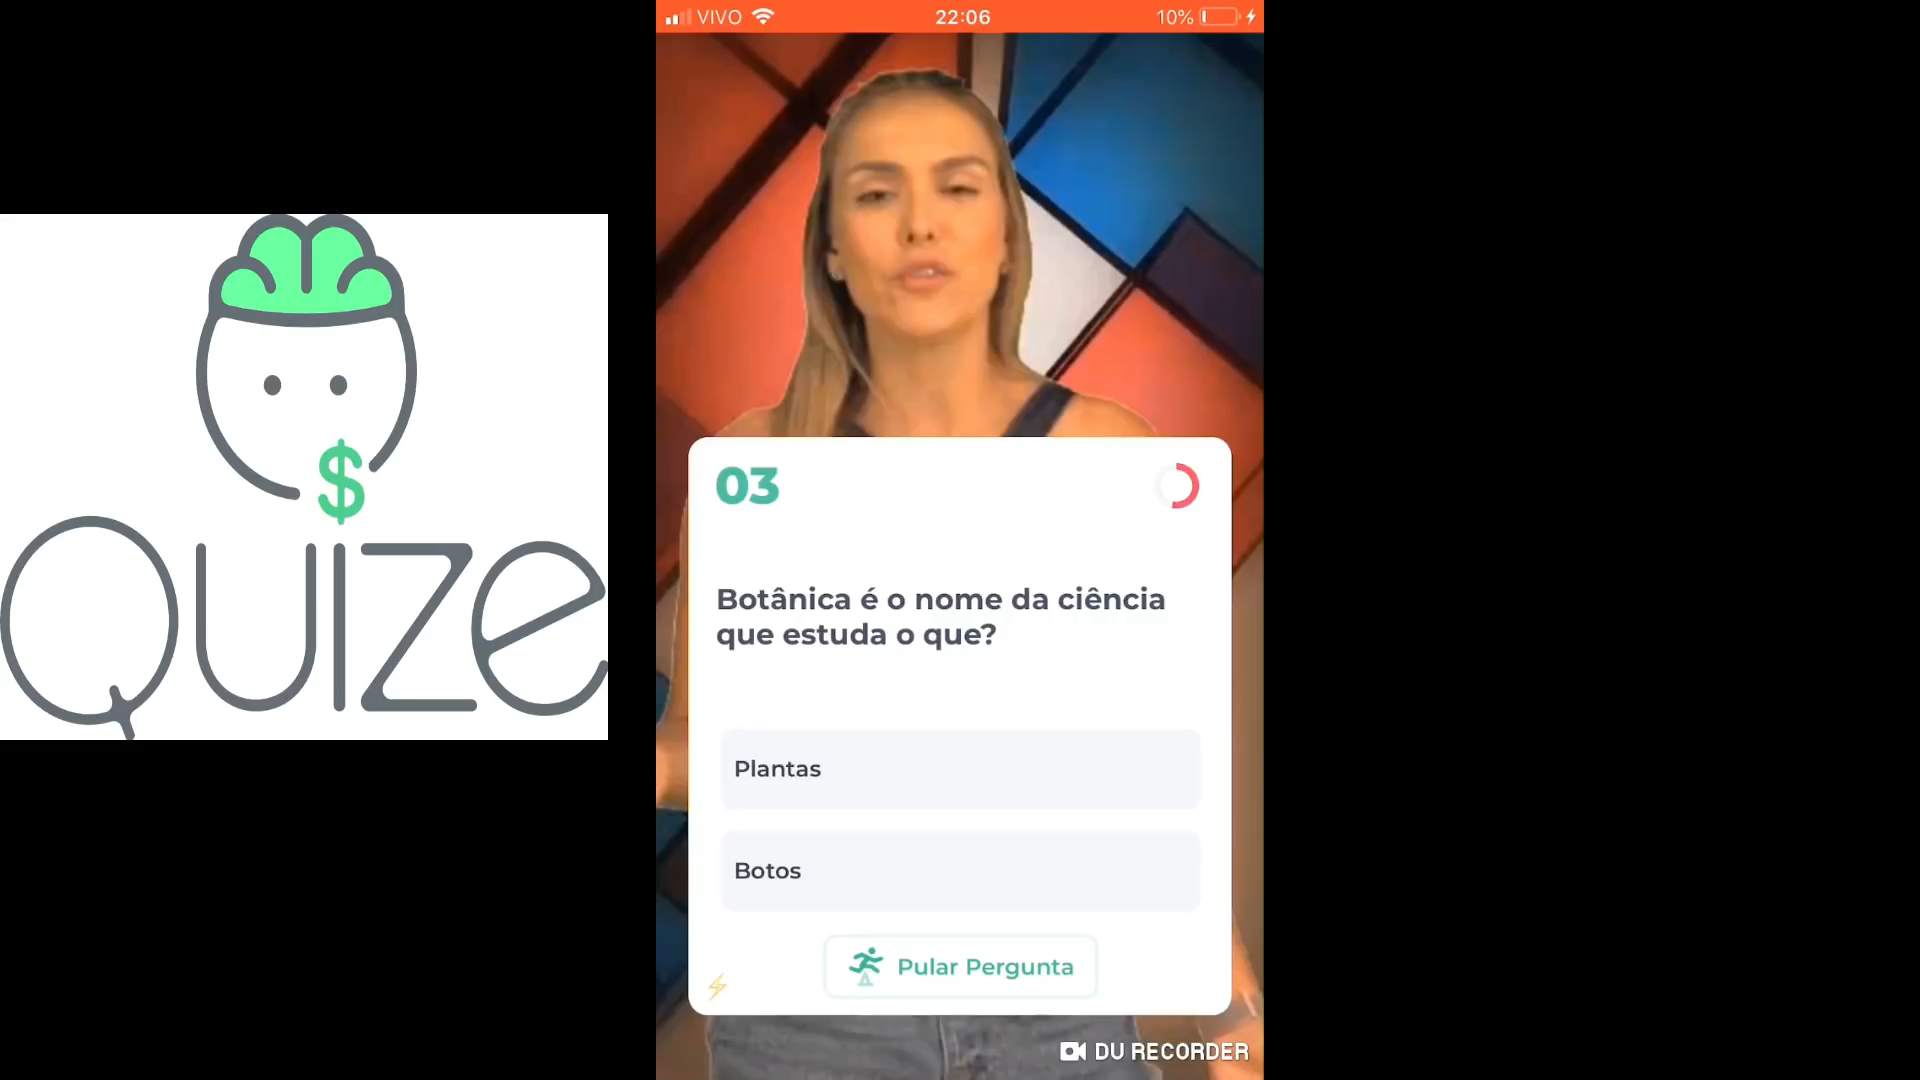 VIVO 22:06 10%
Quize
$
03
Botânica é o nome da ciência
que estuda o que?
Plantas
Botos
Pular Pergunta
DU RECORDER